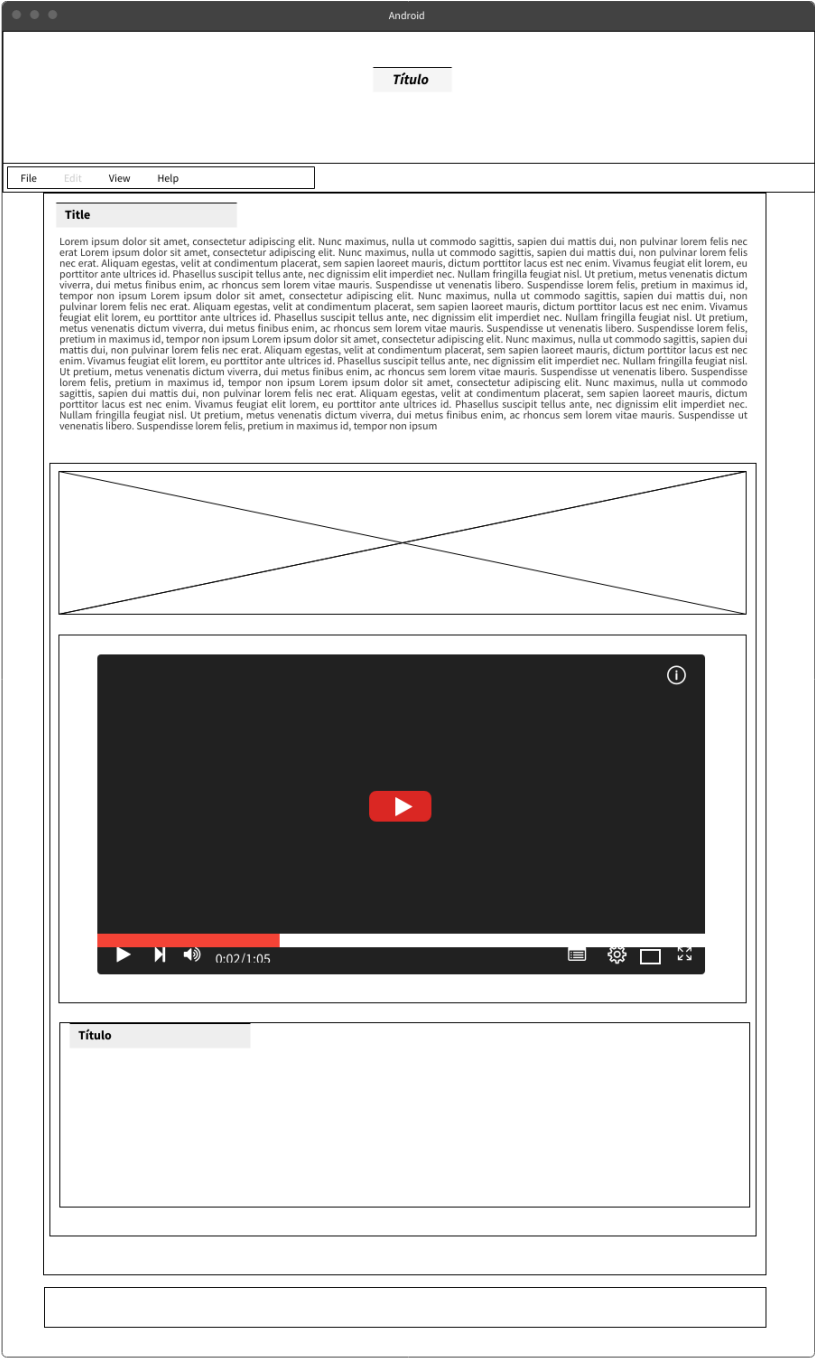 Android
Título
File Edit View Help
Title
Lorem ipsum dolor sit amet, consectetur adipiscing elit. Nunc maximus, nulla ut commodo sagittis, sapien dui mattis dui, non pulvinar lorem felis nec
erat Lorem ipsum dolor sit amet, consectetur adipiscing elit. Nunc maximus, nulla ut commodo sagittis, sapien dui mattis dui, non pulvinar lorem felis
nec erat. Aliquam egestas, velit at condimentum placerat, sem sapien laoreet mauris, dictum porttitor lacus est nec enim. Vivamus feugiat elit lorem, eu
porttitor ante ultrices id. Phasellus suscipit tellus ante, nec dignissim elit imperdiet nec. Nullam fringilla feugiat nisl. Ut pretium, metus venenatis dictum
viverra, dui metus finibus enim, ac rhoncus sem lorem vitae mauris. Suspendisse ut venenatis libero. Suspendisse lorem felis, pretium in maximus id,
tempor non ipsum Lorem ipsum dolor sit amet, consectetur adipiscing elit. Nunc maximus, nulla ut commodo sagittis, sapien dui mattis dui, non
pulvinar lorem felis nec erat. Aliquam egestas, velit at condimentum placerat, sem sapien laoreet mauris, dictum porttitor lacus est nec enim. Vivamus
feugiat elit lorem, eu porttitor ante ultrices id. Phasellus suscipit tellus ante, nec dignissim elit imperdiet nec. Nullam fringilla feugiat nisl. Ut pretium,
metus venenatis dictum viverra, dui metus finibus enim, ac rhoncus sem lorem vitae mauris. Suspendisse ut venenatis libero. Suspendisse lorem felis,
pretium in maximus id, tempor non ipsum Lorem ipsum dolor sit amet, consectetur adipiscing elit. Nunc maximus, nulla ut commodo sagittis, sapien dui
mattis dui, non pulvinar lorem felis nec erat. Aliquam egestas, velit at condimentum placerat, sem sapien laoreet mauris, dictum porttitor lacus est nec
enim. Vivamus feugiat elit lorem, eu porttitor ante ultrices id. Phasellus suscipit tellus ante, nec dignissim elit imperdiet nec. Nullam fringilla feugiat nisl.
Ut pretium, metus venenatis dictum viverra, dui metus finibus enim, ac rhoncus sem lorem vitae mauris. Suspendisse ut venenatis libero. Suspendisse
lorem felis, pretium in maximus id, tempor non ipsum Lorem ipsum dolor sit amet, consectetur adipiscing elit. Nunc maximus, nulla ut commodo
sagittis, sapien dui mattis dui, non pulvinar lorem felis nec erat. Aliquam egestas, velit at condimentum placerat, sem sapien laoreet mauris, dictum
porttitor lacus est nec enim. Vivamus feugiat elit lorem, eu porttitor ante ultrices id. Phasellus suscipit tellus ante, nec dignissim elit imperdiet nec.
Nullam fringilla feugiat nisl. Ut pretium, metus venenatis dictum viverra, dui metus finibus enim, ac rhoncus sem lorem vitae mauris. Suspendisse ut
venenatis libero. Suspendisse lorem felis, pretium in maximus id, tempor non ipsum
0:02/1:05
Título